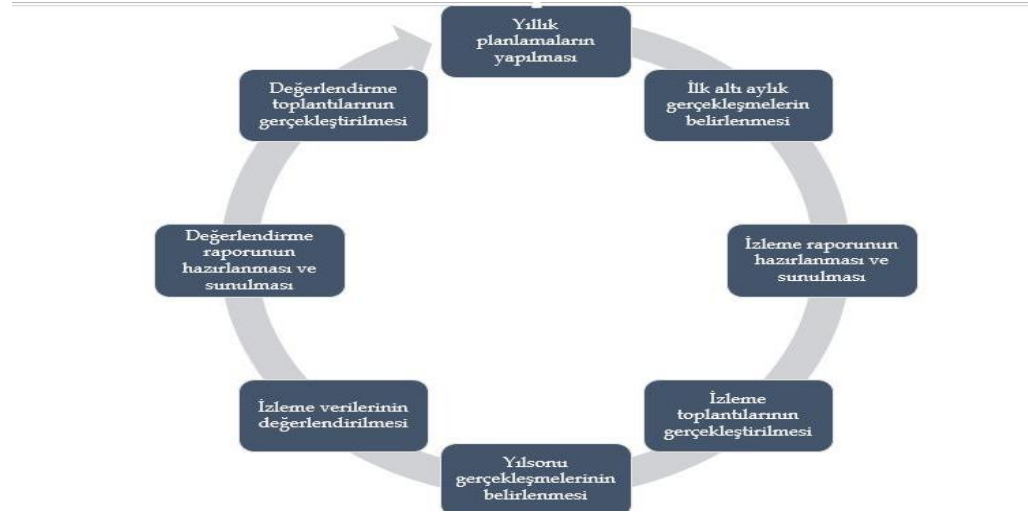 Yıllık
planlamaların
yapılması
İlk altı aylık
gerçekleşmelerin
belirlenmesi
İzleme raporunun
hazırlanması ve
sunulması
İzleme
toplantılarının
gerçekleştirilmesi
Yılsonu
gerçekleşmelerinin
belirlenmesi
İzleme verilerinin
değerlendirilmesi
Değerlendirme
raporunun
hazırlanması ve
sunulması
Değerlendirme
toplantılarının
gerçekleştirilmesi